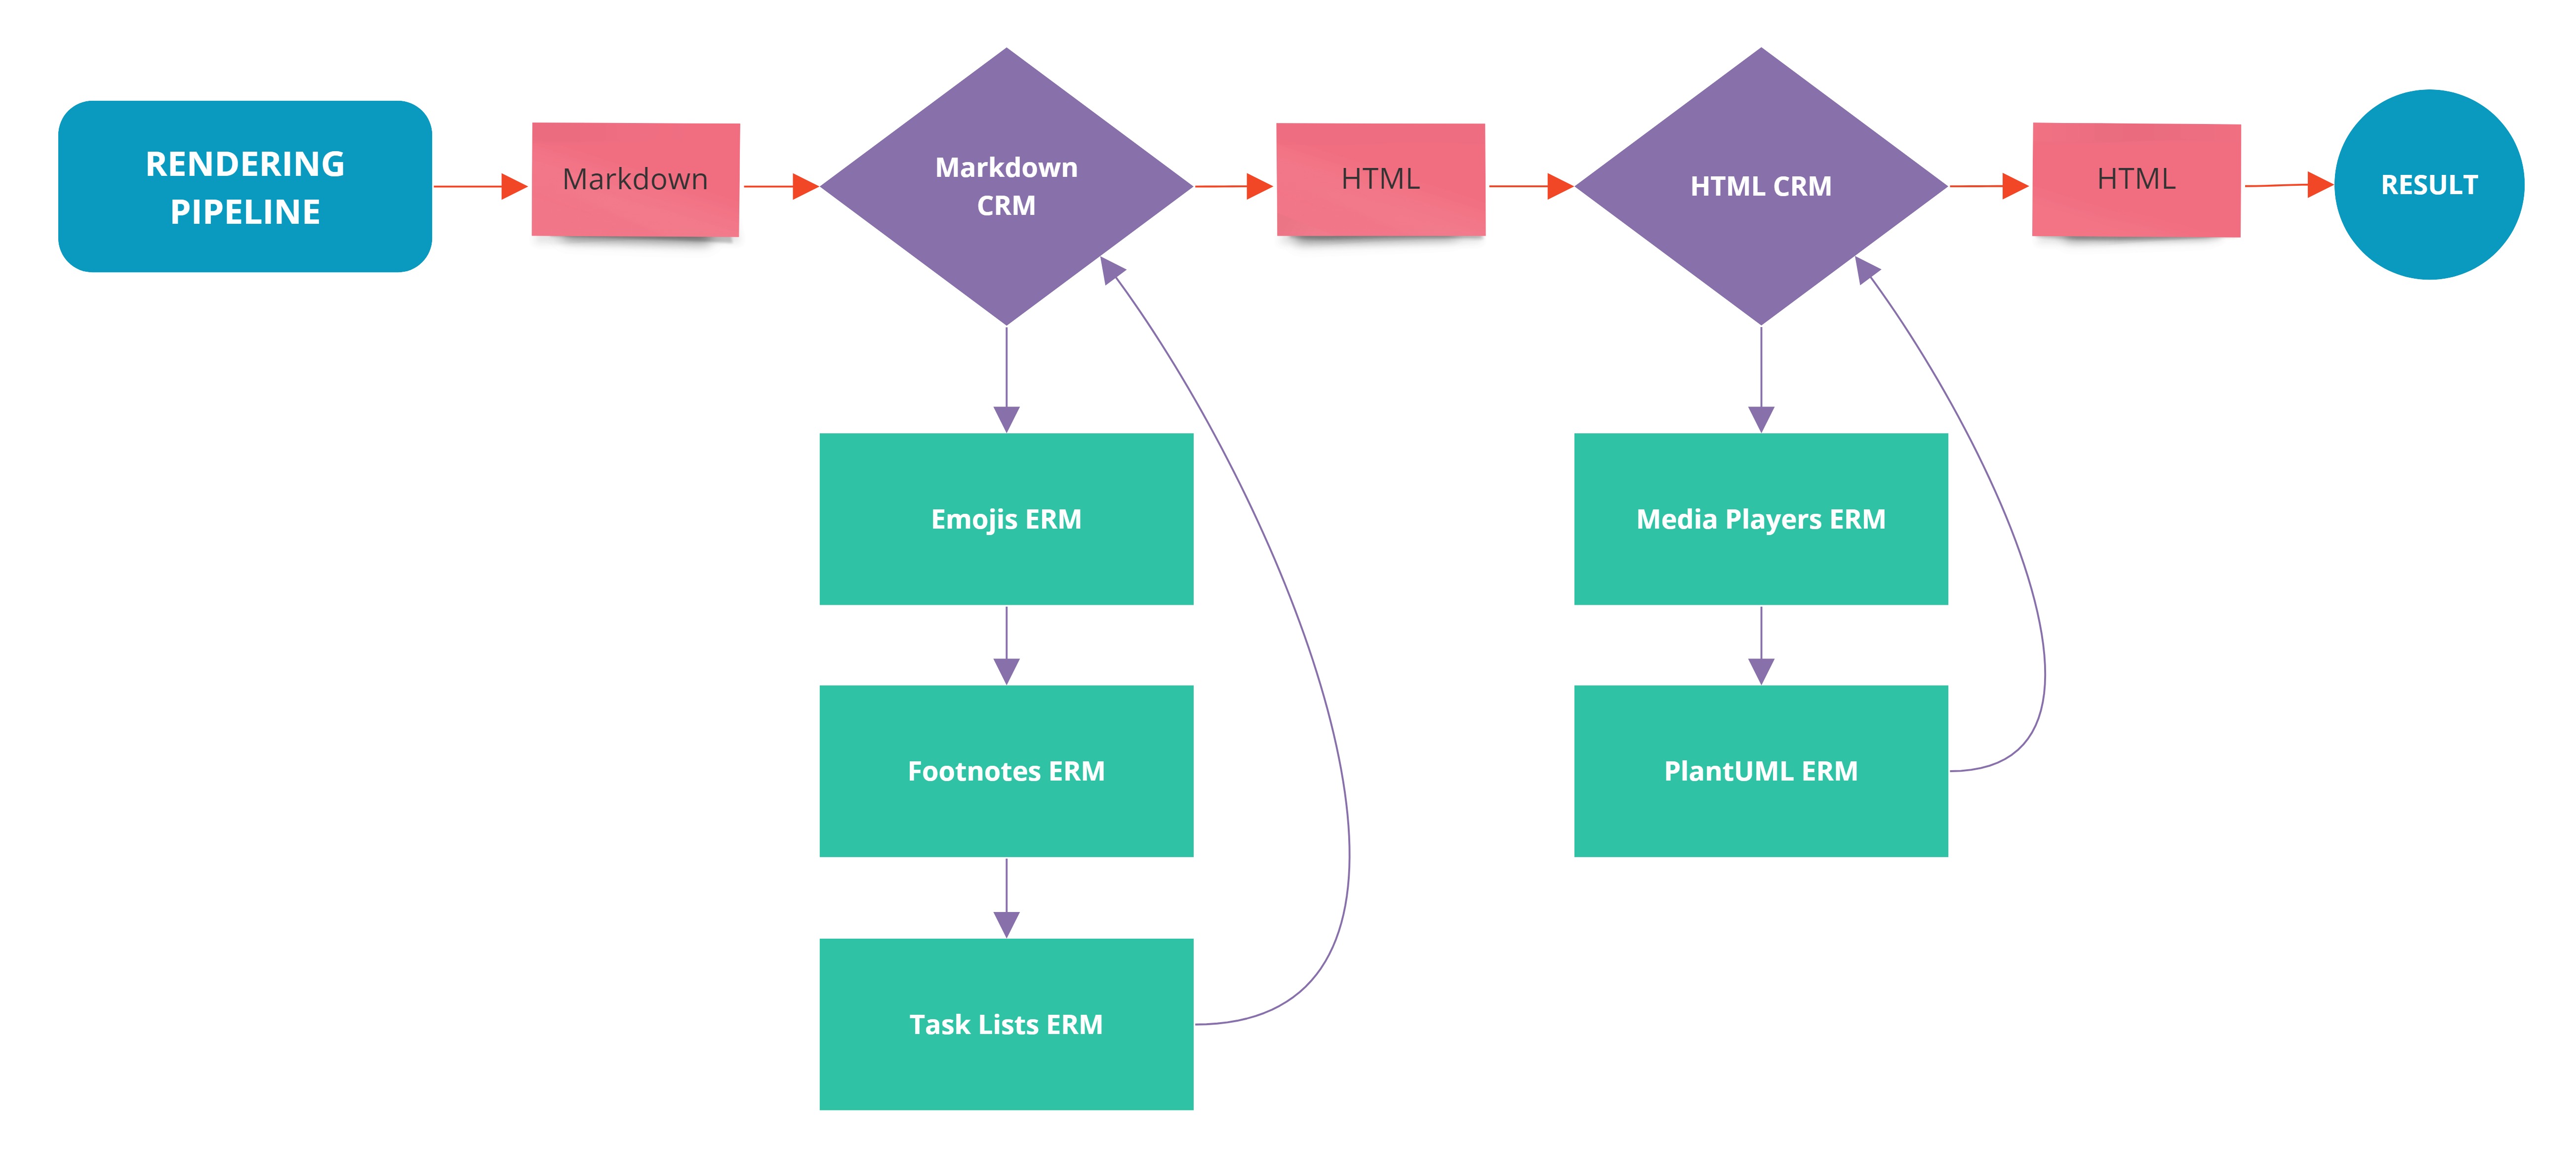 RENDERING
PIPELINE
Markdown
Markdown
CRM
HTML
HTML CRM
HTML
RESULT
Emojis ERM
Media Players ERM
Footnotes ERM
PlantUML ERM
Task Lists ERM